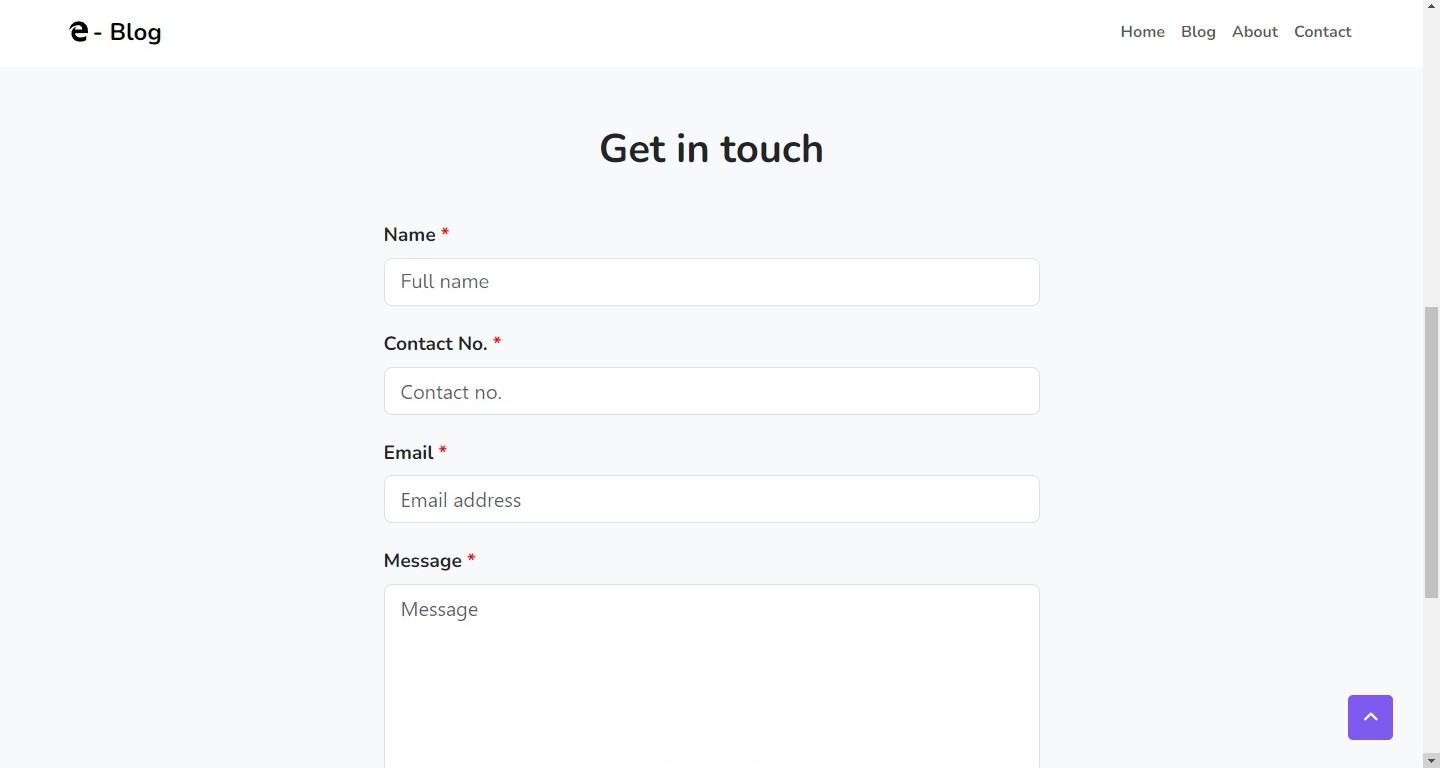 e - Blog
Home Blog About Contact
Get in touch
Name *
Full name
Contact No. *
Contact no.
Email *
Email address
Message *
Message